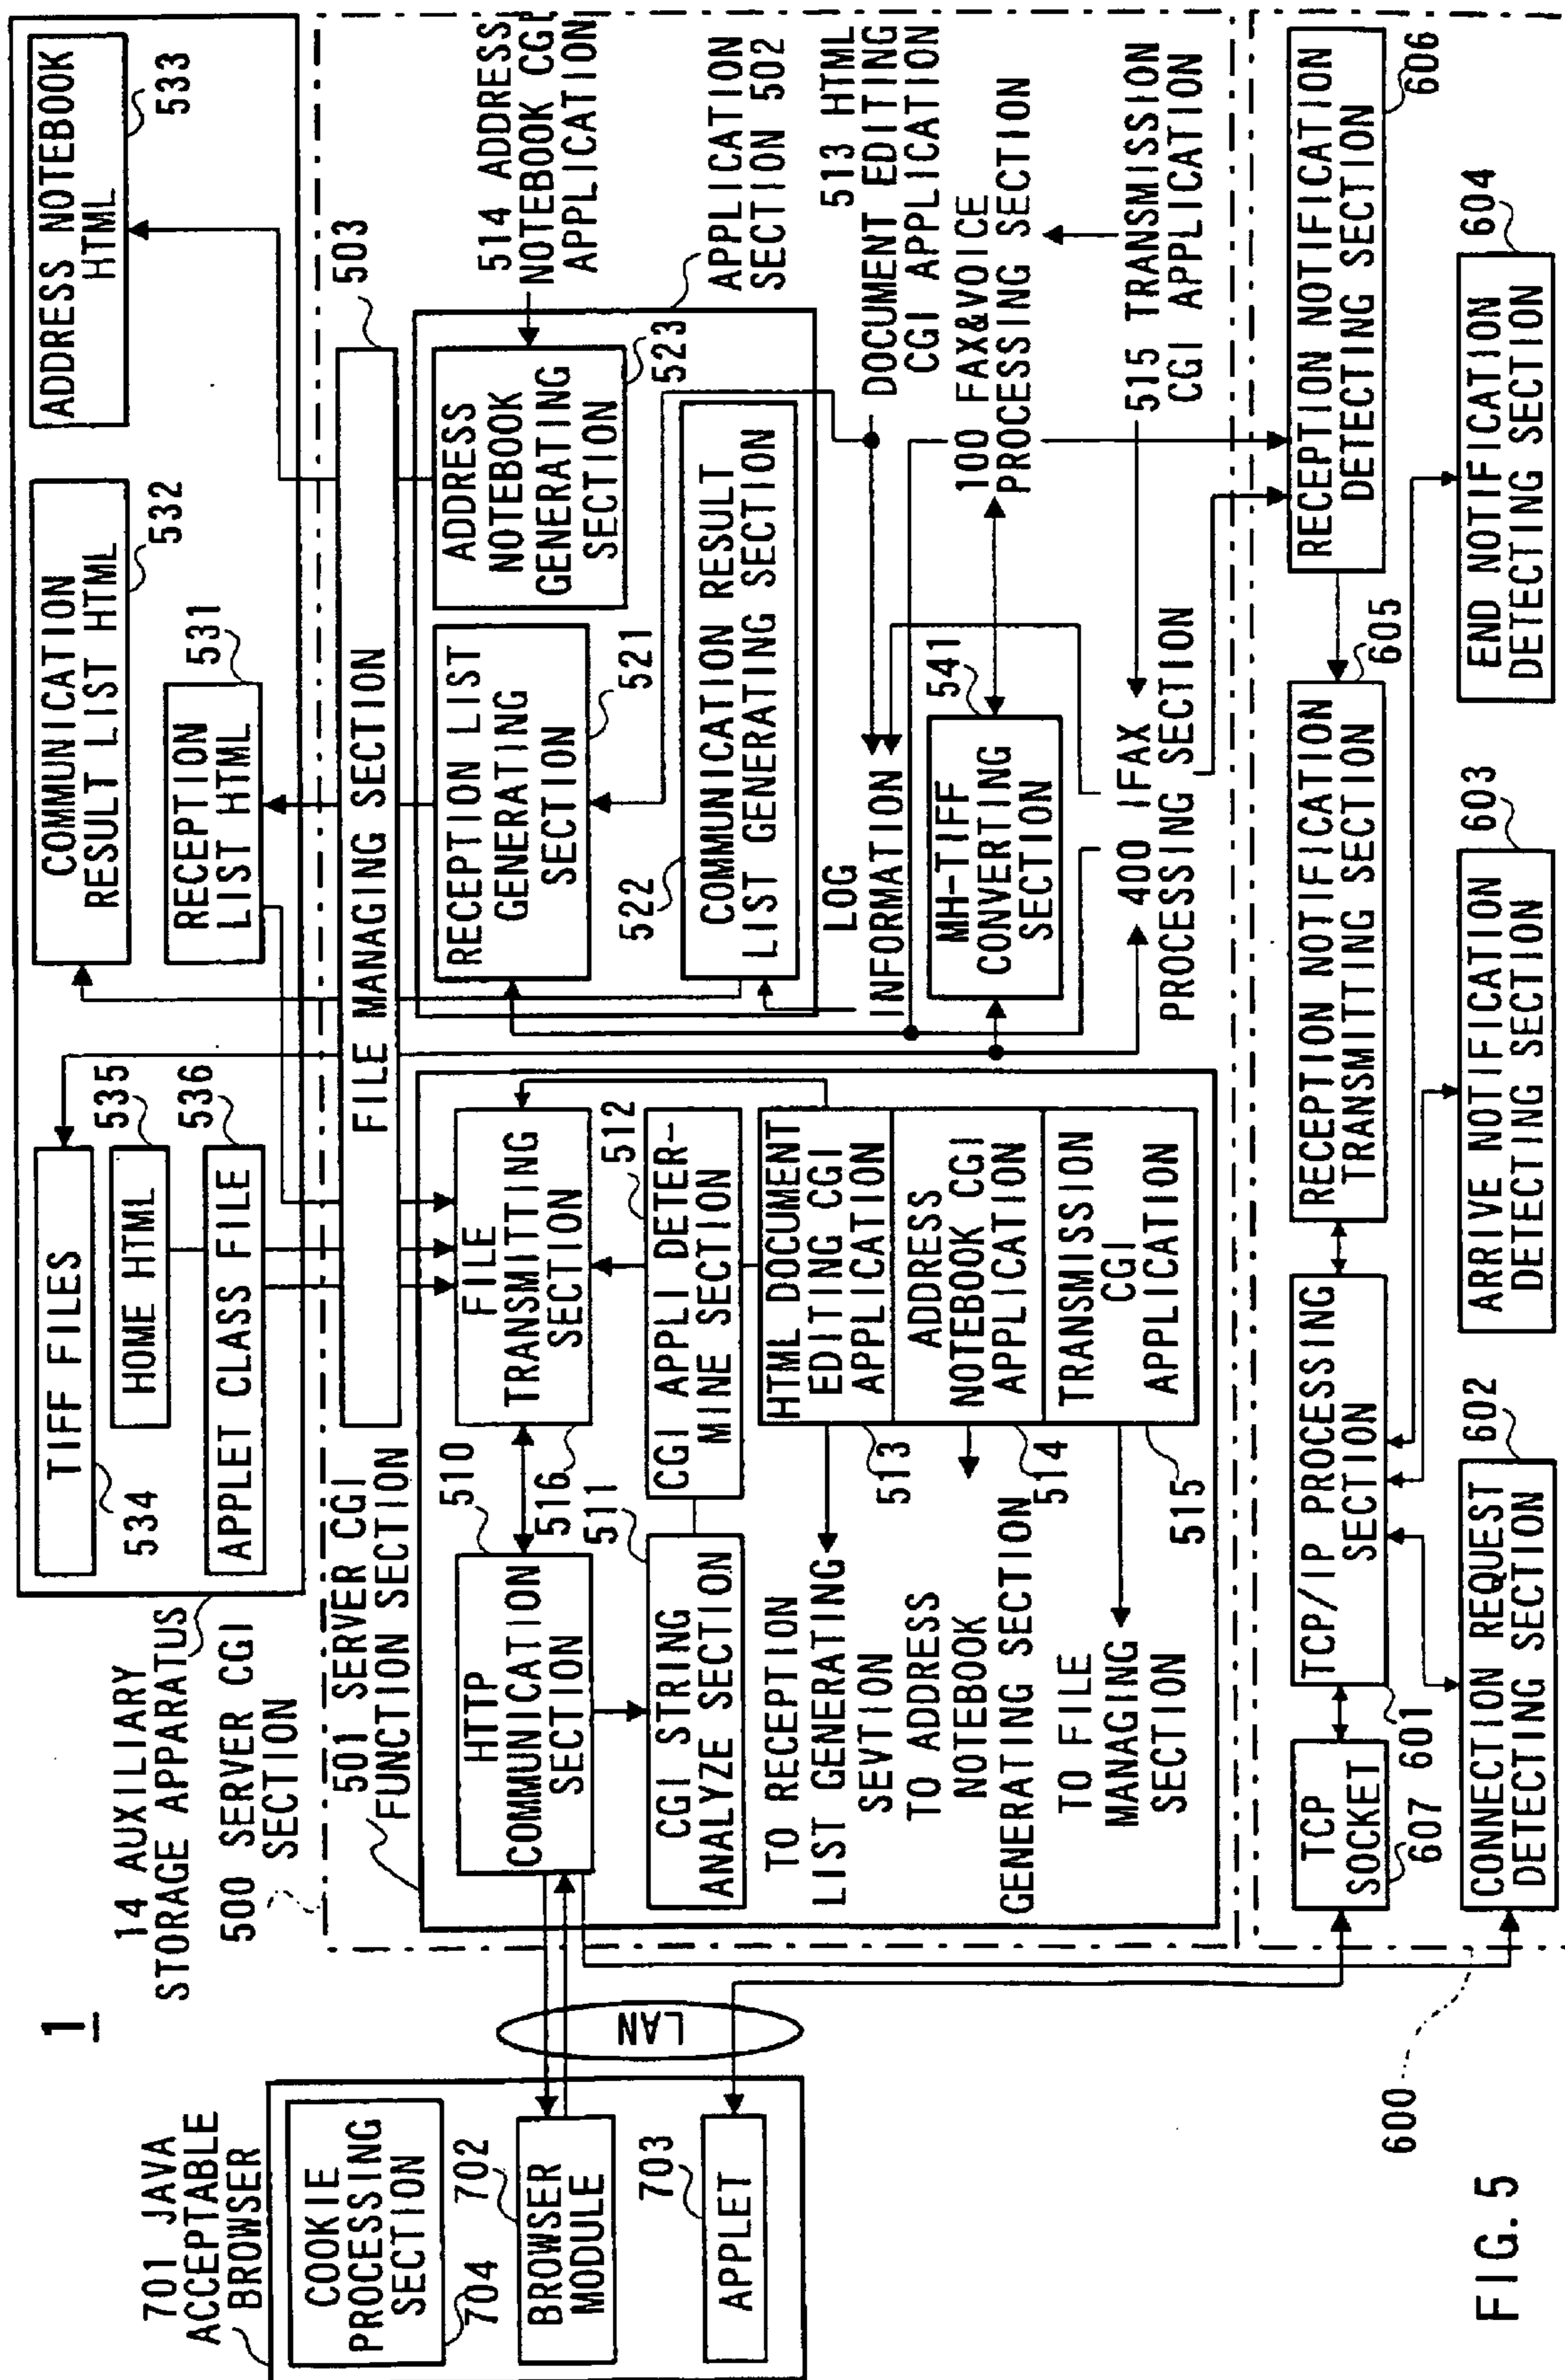 1
701 JAVA
ACCEPTABLE
BROWSER
COOKIE
PROCESSING
SECTION
704
702
BROWSER
MODULE
703
APPLET
LAN
14 AUXILIARY
STORAGE APPARATUS
TIFF FILES
534
HOME HTML
535
APPLET CLASS FILE
536
COMMUNICATION
RESULT LIST HTML
532
RECEPTION
LIST HTML
531
ADDRESS NOTEBOOK
HTML
533
500 SERVER CGI
SECTION
501 SERVER CGI
FUNCTION SECTION
FILE MANAGING SECTION
503
HTTP
COMMUNICATION
SECTION
510
FILE
TRANSMITTING
SECTION
516
CGI STRING
ANALYZE SECTION
511
CGI APPLI DETER-
MINE SECTION
512
HTML DOCUMENT
EDITING CGI
APPLICATION
513
ADDRESS
NOTEBOOK CGI
APPLICATION
514
TRANSMISSION
CGI
APPLICATION
515
TO RECEPTION
LIST GENERATING
SEVTION
TO ADDRESS
NOTEBOOK
GENERATING SECTION
TO FILE
MANAGING
SECTION
RECEPTION LIST
GENERATING
SECTION
521
ADDRESS
NOTEBOOK
GENERATING
SECTION
523
522
COMMUNICATION RESULT
LIST GENERATING SECTION
514 ADDRESS
NOTEBOOK CGI
APPLICATION
APPLICATION
SECTION 502
LOG
INFORMATION
513 HTML
DOCUMENT EDITING
CGI APPLICATION
MH-TIFF
CONVERTING
SECTION
541
100 FAX&VOICE
PROCESSING SECTION
400 IFAX
PROCESSING SECTION
515 TRANSMISSION
CGI APPLICATION
600
TCP
SOCKET
607
TCP/IP PROCESSING
SECTION
601
RECEPTION NOTIFICATION
TRANSMITTING SECTION
605
RECEPTION NOTIFICATION
DETECTING SECTION
606
CONNECTION REQUEST
DETECTING SECTION
602
ARRIVE NOTIFICATION
DETECTING SECTION
603
END NOTIFICATION
DETECTING SECTION
604
FIG. 5